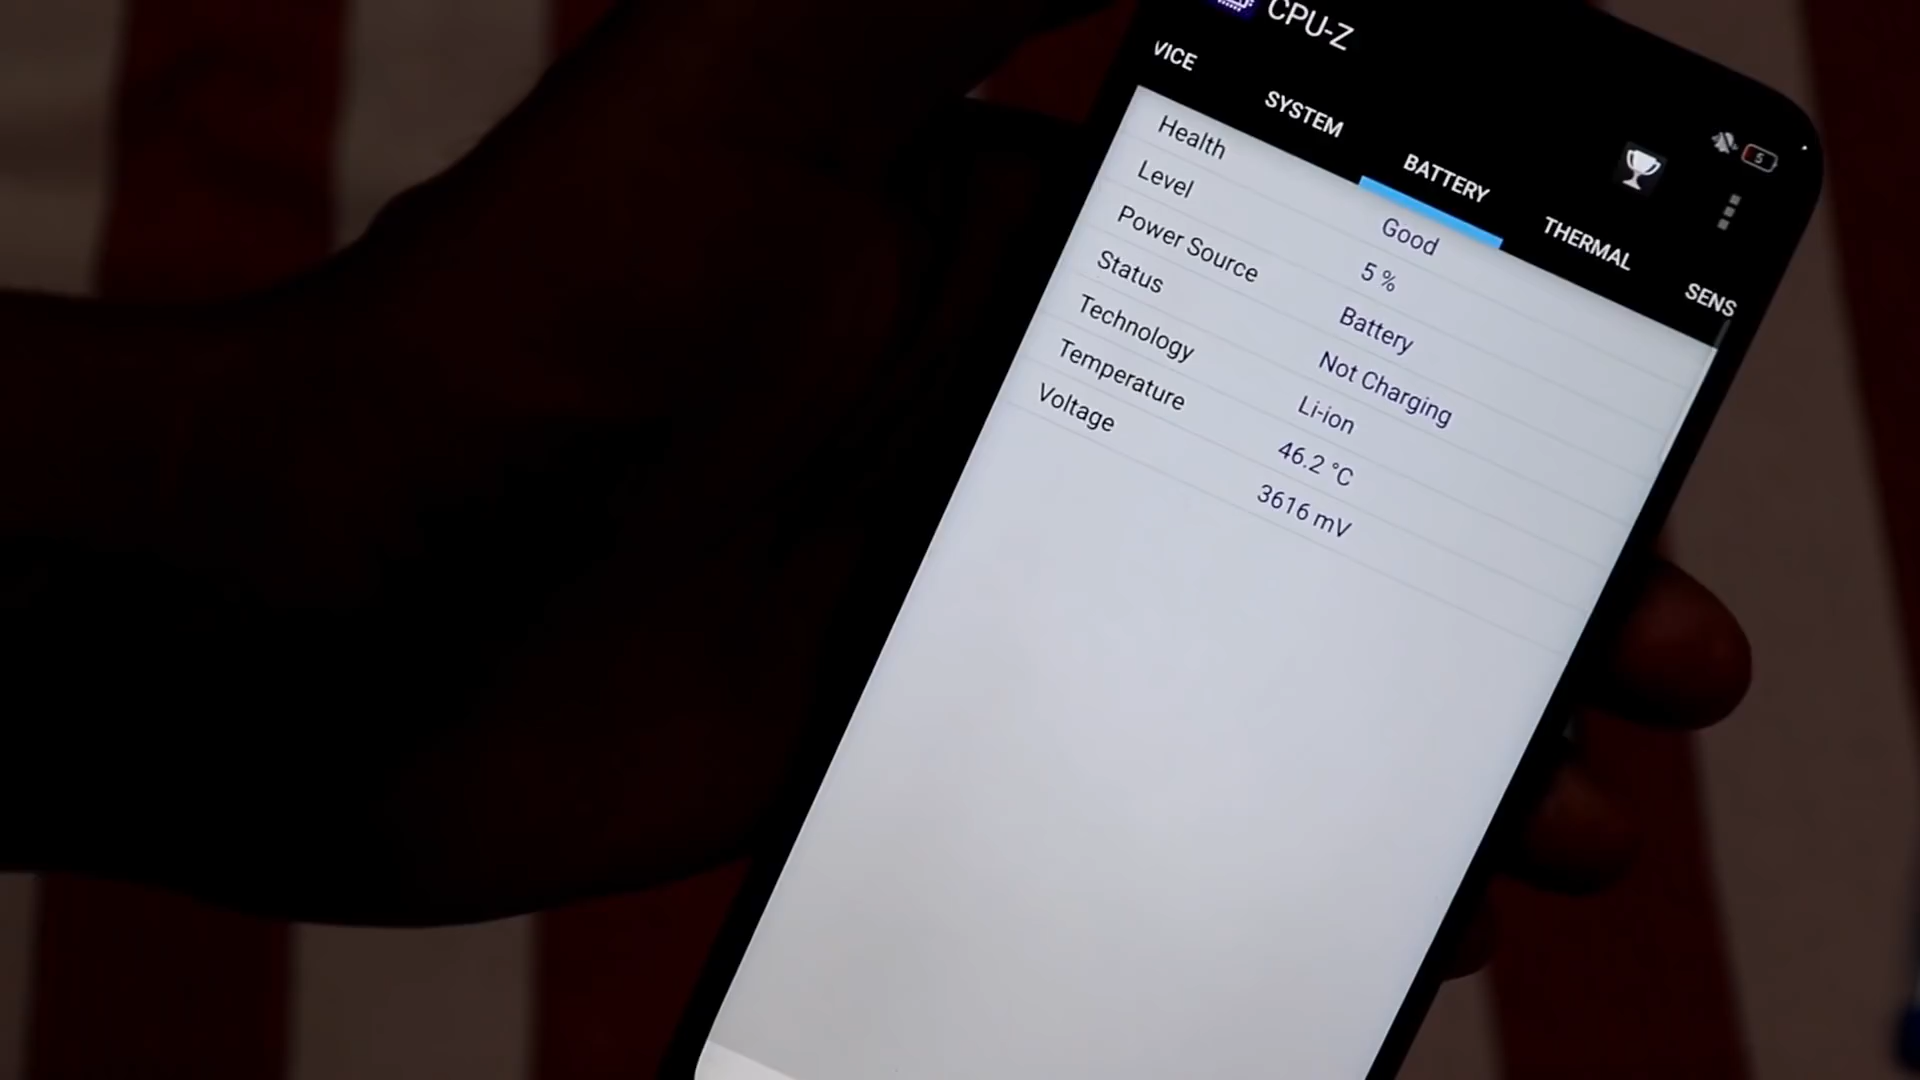 CPU-Z
5
VICE SYSTEM BATTERY THERMAL SENS
Health Good
Level 5 %
Power Source Battery
Status Not Charging
Technology Li-ion
Temperature 46.2 °C
Voltage 3616 mV